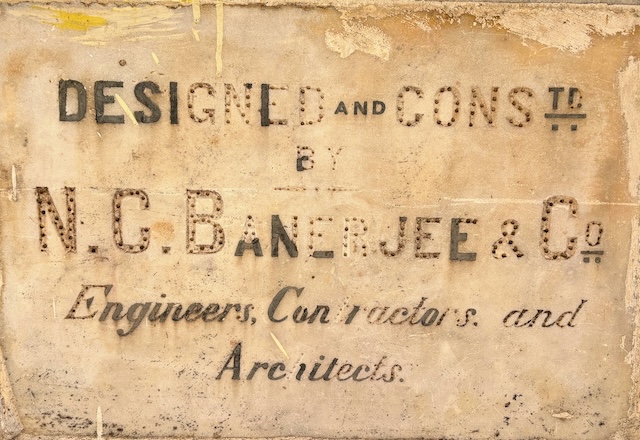 DESIGNED AND CONSTD
BY
N.C. BANERJEE & Co
Engineers, Contractors. and
Architects.